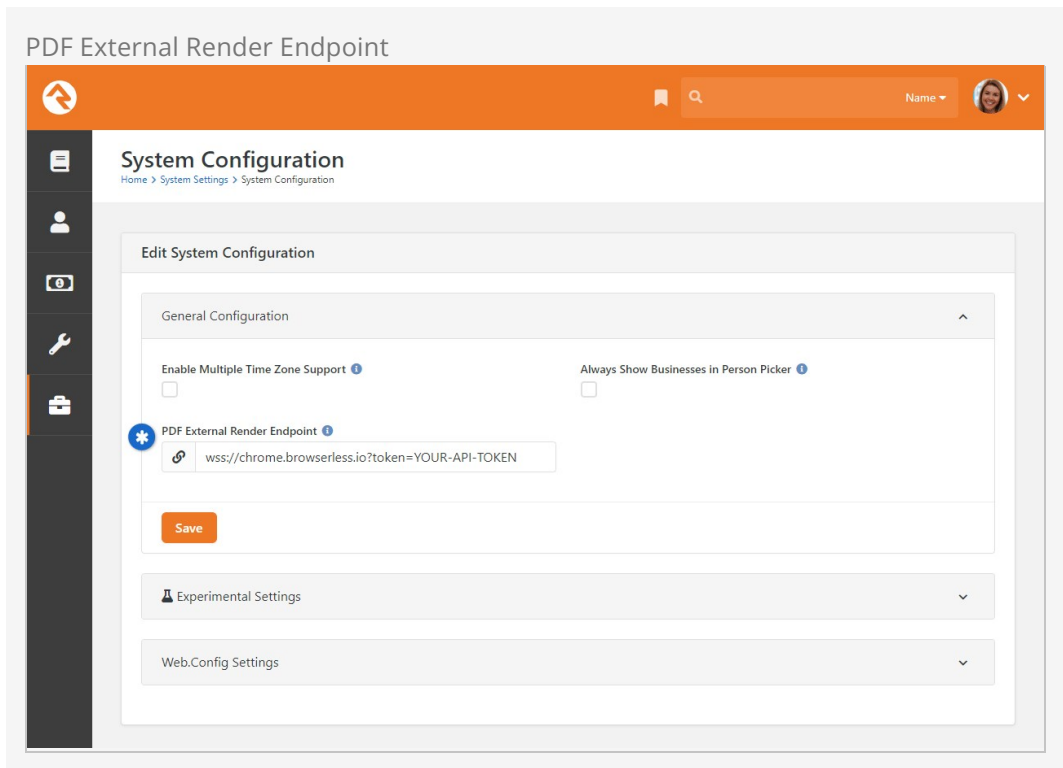 PDF External Render Endpoint
Name
System Configuration
Home > System Settings > System Configuration
Edit System Configuration
General Configuration
Enable Multiple Time Zone Support
Always Show Businesses in Person Picker
PDF External Render Endpoint
wss://chrome.browserless.io?token=YOUR-API-TOKEN
Save
Experimental Settings
Web.Config Settings